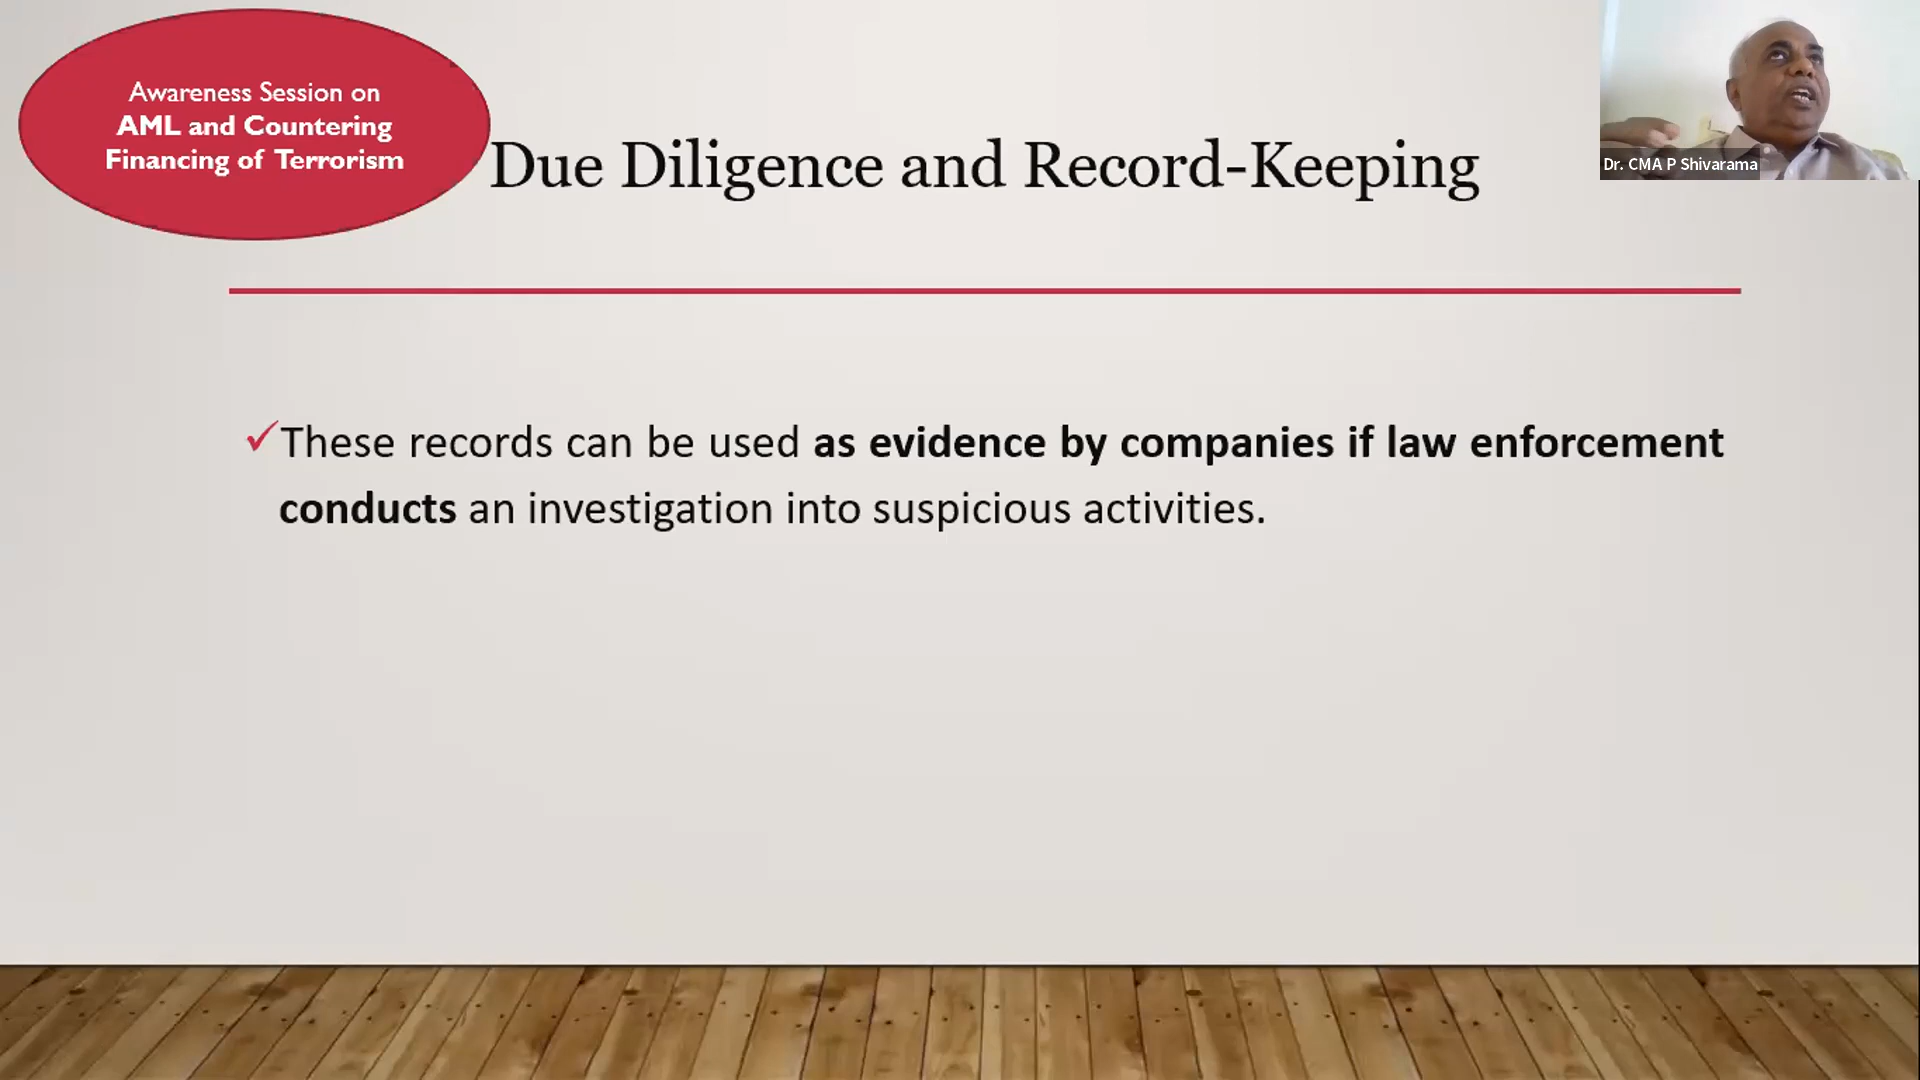 Awareness Session on
AML and Countering
Financing of Terrorism
Due Diligence and Record-Keeping
Dr. CMA P Shivarama
✓These records can be used as evidence by companies if law enforcement
conducts an investigation into suspicious activities.